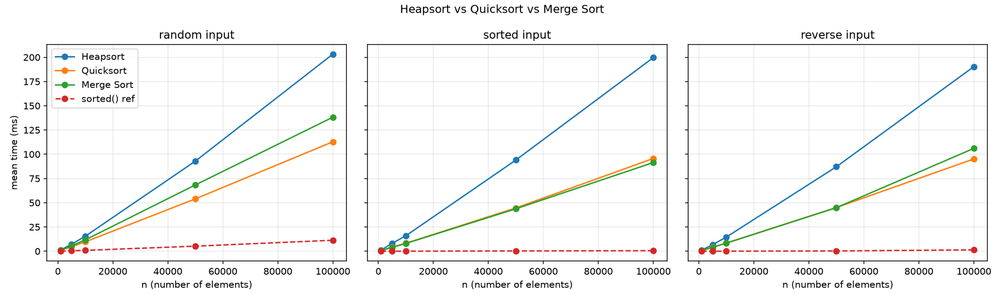 Heapsort vs Quicksort vs Merge Sort
random input
Heapsort
Quicksort
Merge Sort
sorted() ref
mean time (ms)
200
175
150
125
100
75
50
25
0
0 20000 40000 60000 80000 100000
n (number of elements)
sorted input
0 20000 40000 60000 80000 100000
n (number of elements)
reverse input
0 20000 40000 60000 80000 100000
n (number of elements)